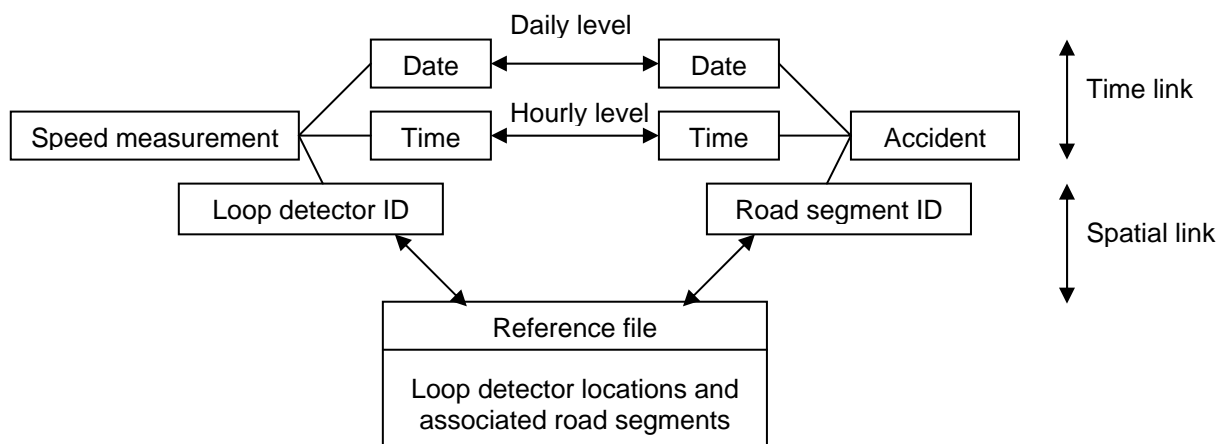 Daily level
Date
Date
Time link
Hourly level
Speed measurement
Time
Time
Accident
Loop detector ID
Road segment ID
Spatial link
Reference file
Loop detector locations and
associated road segments